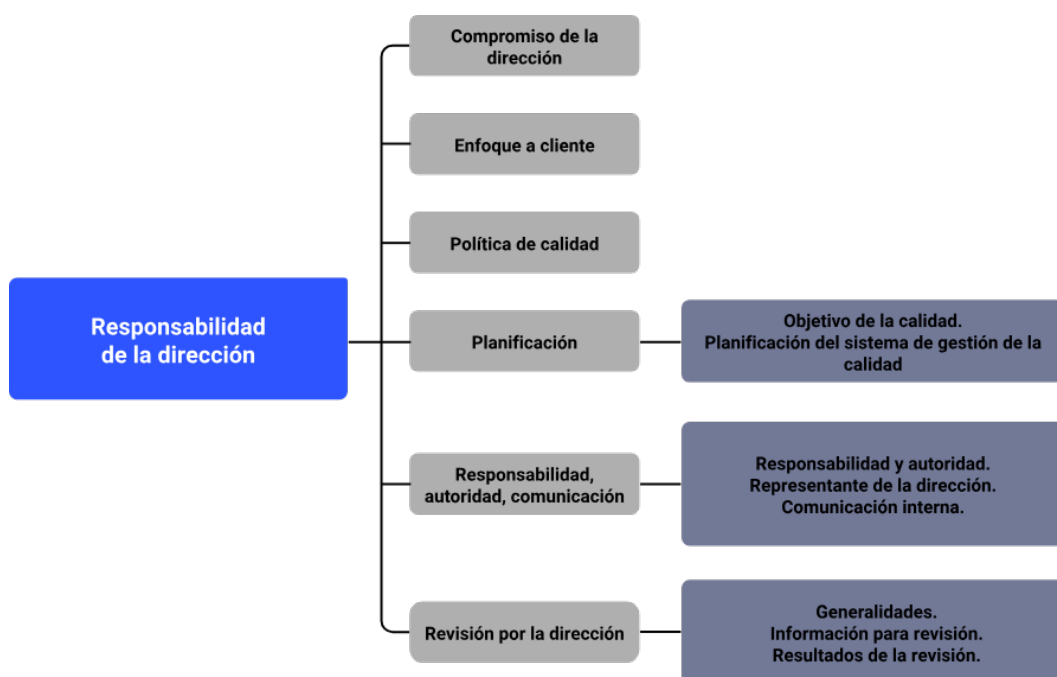 Compromiso de la
dirección
Enfoque a cliente
Política de calidad
Responsabilidad
de la dirección
Planificación
Objetivo de la calidad.
Planificación del sistema de gestión de la
calidad
Responsabilidad,
autoridad, comunicación
Responsabilidad y autoridad.
Representante de la dirección.
Comunicación interna.
Revisión por la dirección
Generalidades.
Información para revisión.
Resultados de la revisión.